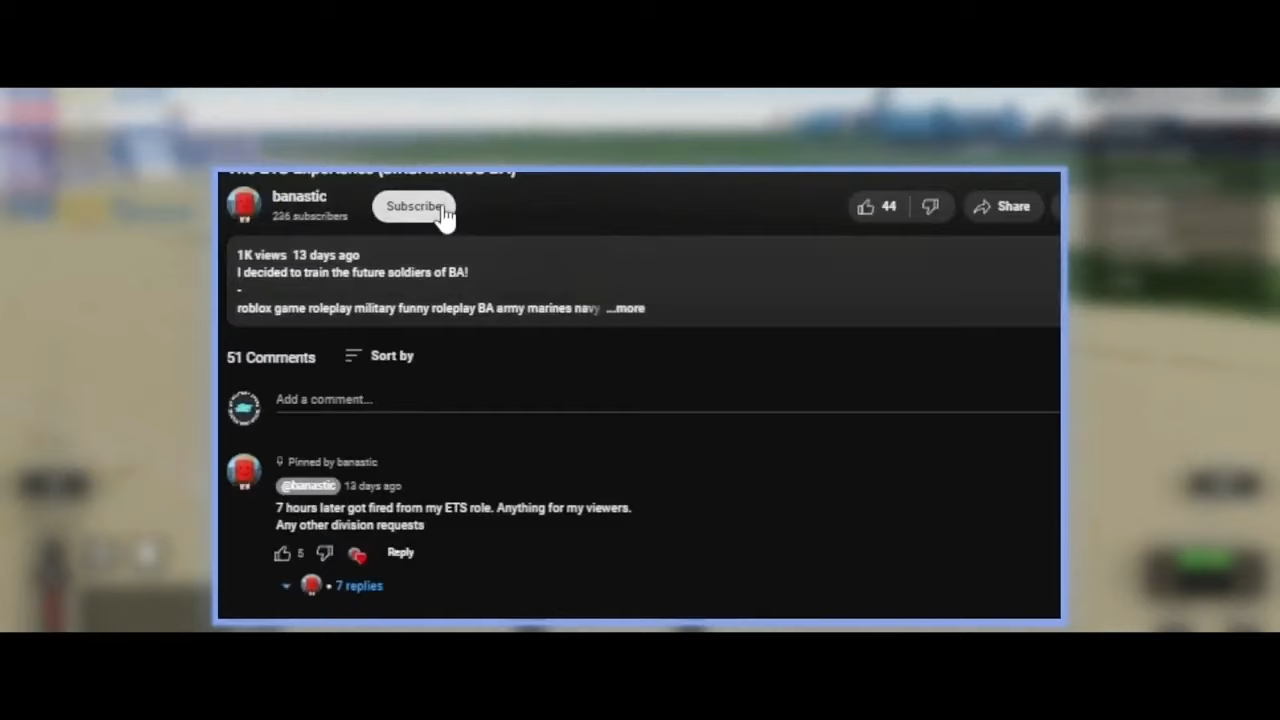 banastic
236 subscribers
Subscribe
44
Share
1K views 13 days ago
I decided to train the future soldiers of BA!
-
roblox game roleplay military funny roleplay BA army marines navy ...more
51 Comments
Sort by
Add a comment...
Pinned by banastic
@banastic 13 days ago
7 hours later got fired from my ETS role. Anything for my viewers.
Any other division requests
5
Reply
7 replies